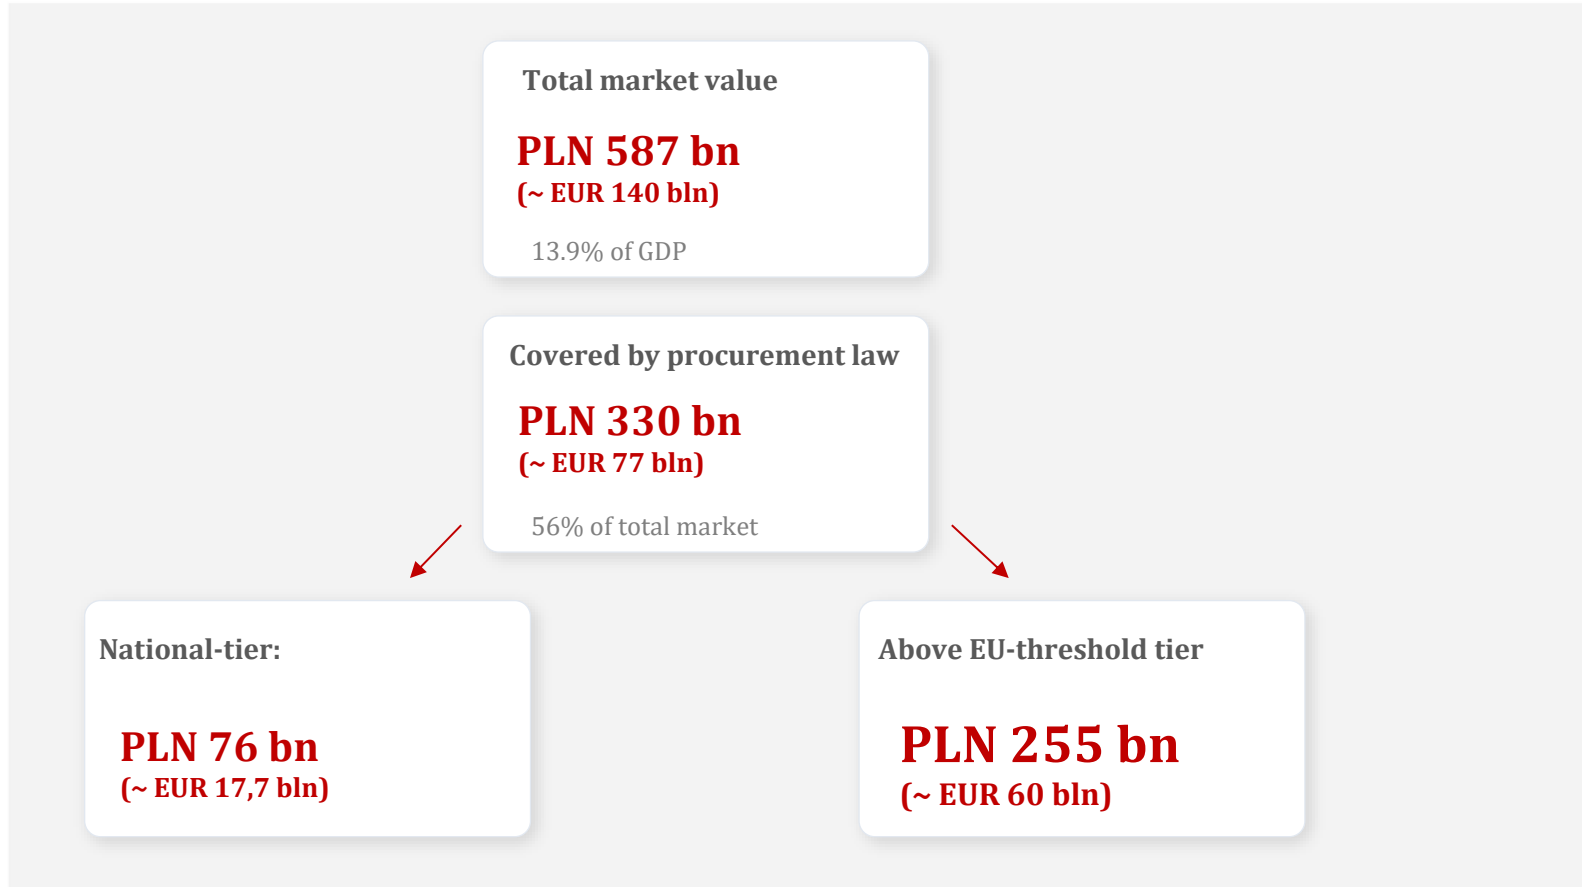 Total market value
PLN 587 bn
(~ EUR 140 bln)
13.9% of GDP
Covered by procurement law
PLN 330 bn
(~ EUR 77 bln)
56% of total market
National-tier:
PLN 76 bn
(~ EUR 17,7 bln)
Above EU-threshold tier
PLN 255 bn
(~ EUR 60 bln)